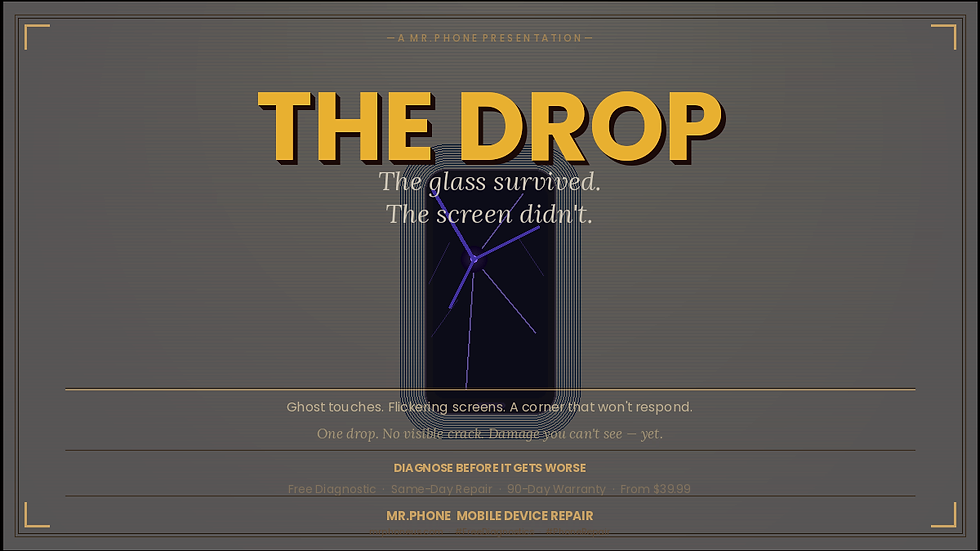 —A MR.PHONE PRESENTATION—
THE DROP
The glass survived.
The screen didn't.
Ghost touches. Flickering screens. A corner that won't respond.
One drop. No visible crack. Damage you can't see — yet.
DIAGNOSE BEFORE IT GETS WORSE
Free Diagnostic · Same-Day Repair · 90-Day Warranty · From $39.99
MR.PHONE MOBILE DEVICE REPAIR